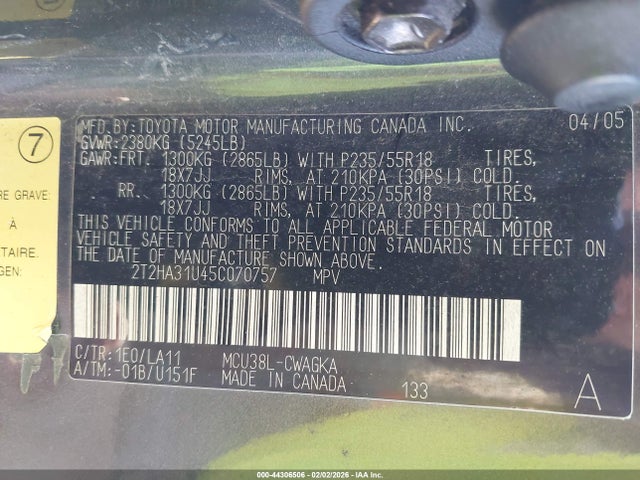 7
MFD.BY:TOYOTA MOTOR MANUFACTURING CANADA INC. 04/05
GVWR:2380KG (5245LB)
GAWR:FRT. 1300KG (2865LB) WITH P235/55R18 TIRES,
18X7JJ RIMS, AT 210KPA (30PSI) COLD.
RR. 1300KG (2865LB) WITH P235/55R18 TIRES,
18X7JJ RIMS, AT 210KPA (30PSI) COLD.
THIS VEHICLE CONFORMS TO ALL APPLICABLE FEDERAL MOTOR
VEHICLE SAFETY AND THEFT PREVENTION STANDARDS IN EFFECT ON
THE DATE OF MANUFACTURE SHOWN ABOVE.
2T2HA31U45C070757 MPV
C/TR:1E0/LA11 MCU38L-CWAGKA
A/TM:-01B/U151F MADE IN CANADA 133 A
RE GRAVE:
À
TAIRE.
GEN:
000-44306506 - 02/02/2026 - IAA Inc.